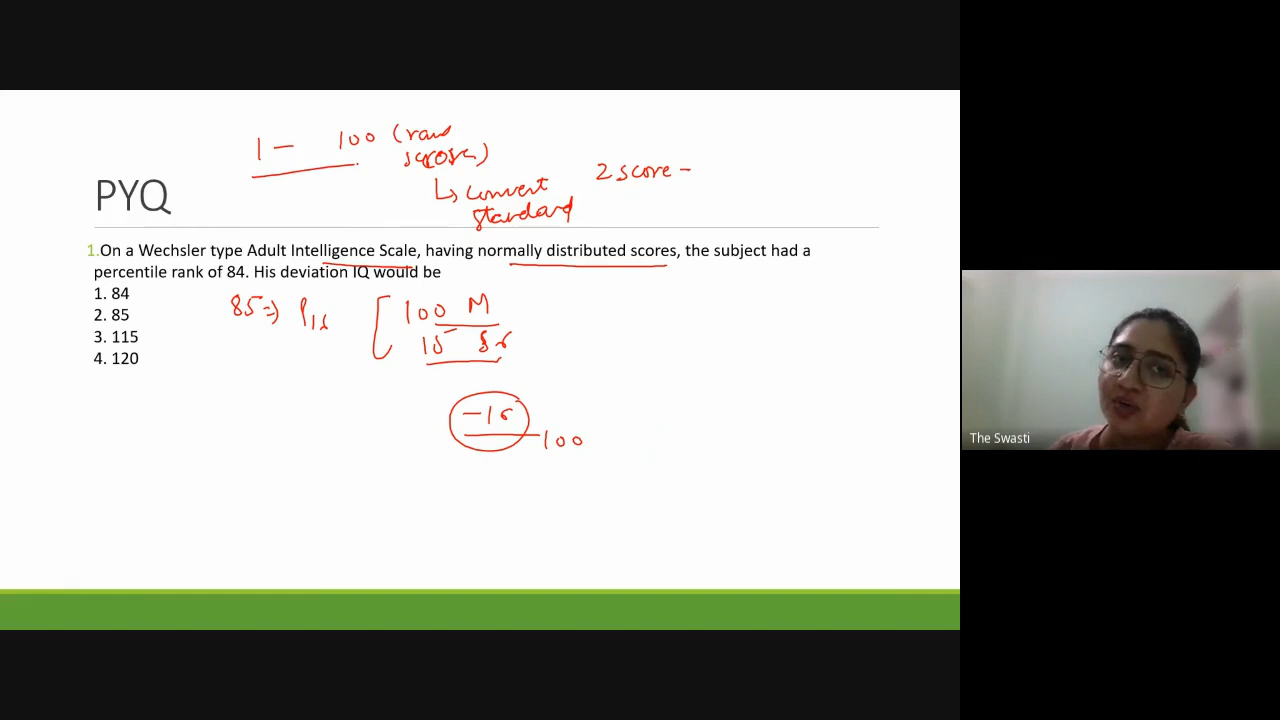 1 – 100 (raw
scores)
↳ convert
standard
z score –
PYQ
1.On a Wechsler type Adult Intelligence Scale, having normally distributed scores, the subject had a
percentile rank of 84. His deviation IQ would be
1. 84
2. 85
3. 115
4. 120
85 ⇒ P16
100 M
15 SD
100
The Swasti